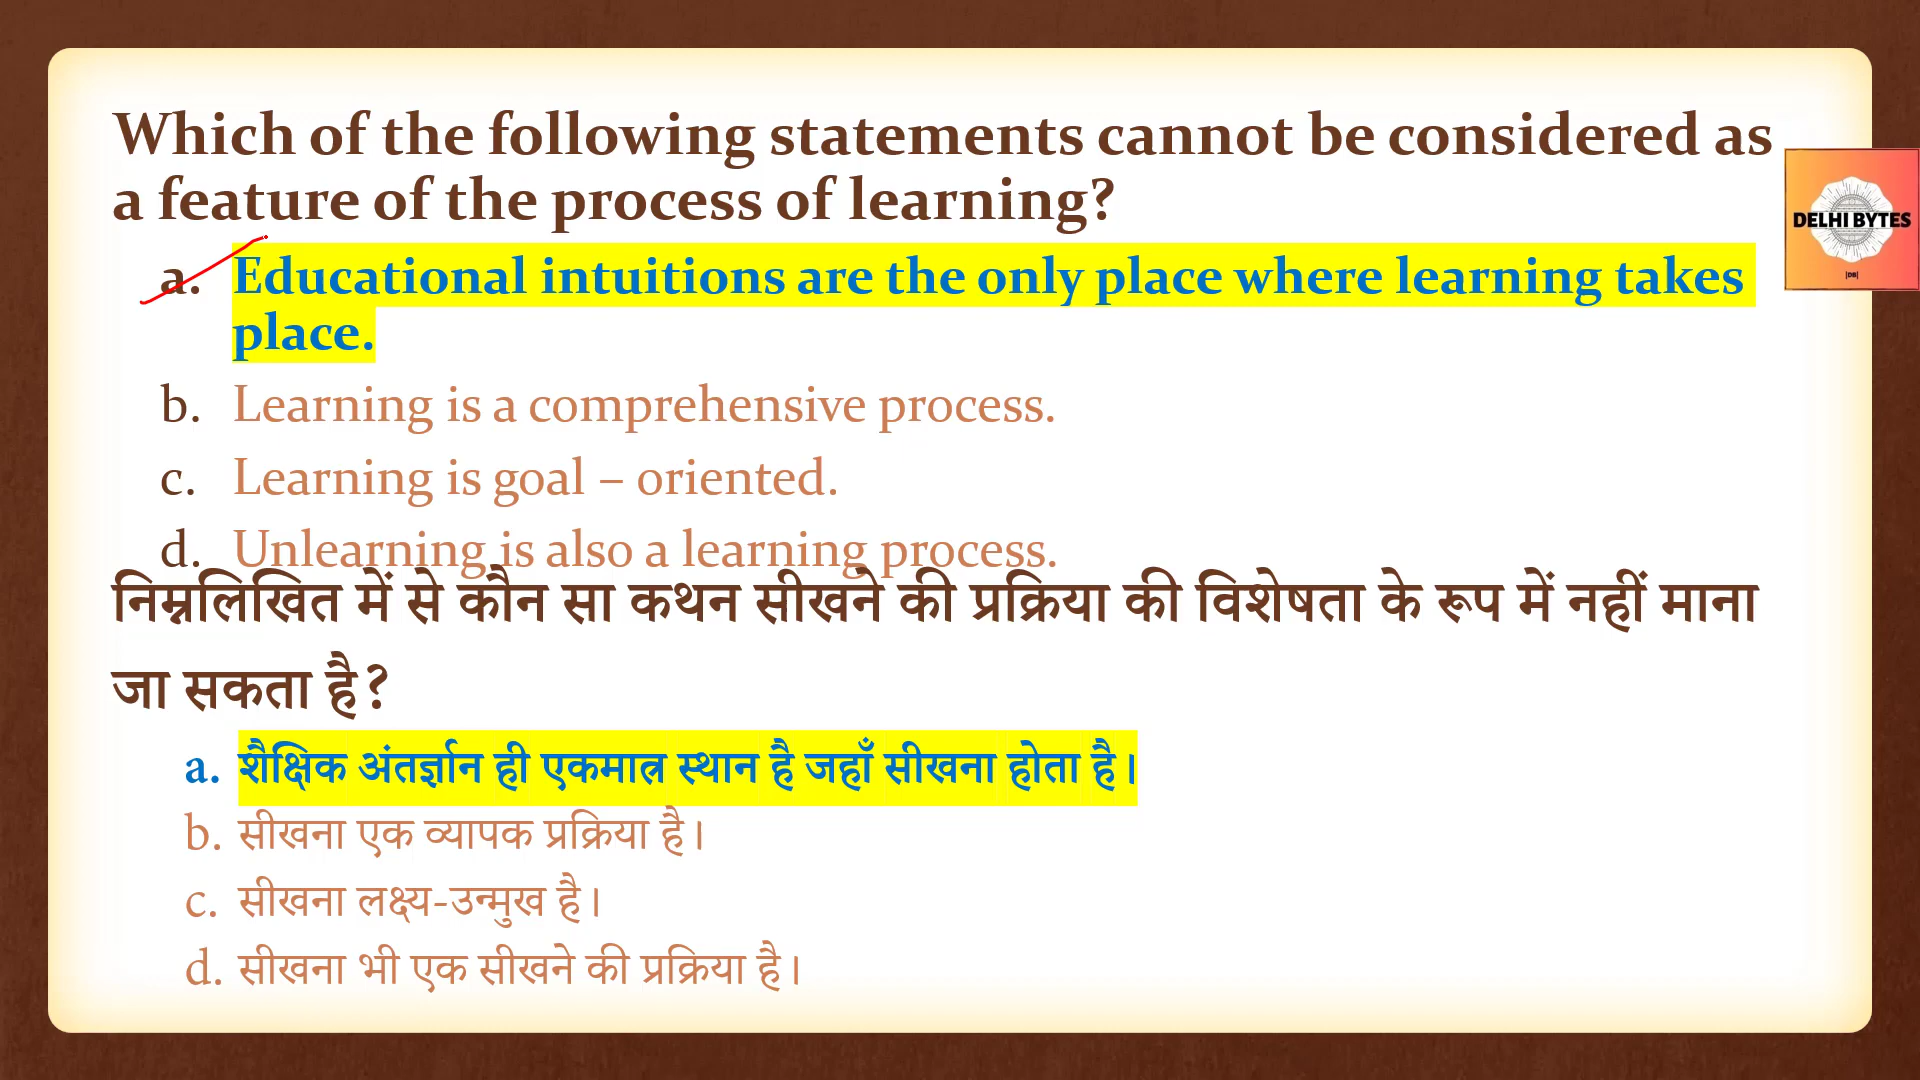 Which of the following statements cannot be considered as
a feature of the process of learning?
DELHI BYTES
|DB|
a. Educational intuitions are the only place where learning takes
place.
b. Learning is a comprehensive process.
c. Learning is goal – oriented.
d. Unlearning is also a learning process.
निम्नलिखित में से कौन सा कथन सीखने की प्रक्रिया की विशेषता के रूप में नहीं माना
जा सकता है?
a. शैक्षिक अंतर्ज्ञान ही एकमात्र स्थान है जहाँ सीखना होता है।
b. सीखना एक व्यापक प्रक्रिया है।
c. सीखना लक्ष्य-उन्मुख है।
d. सीखना भी एक सीखने की प्रक्रिया है।